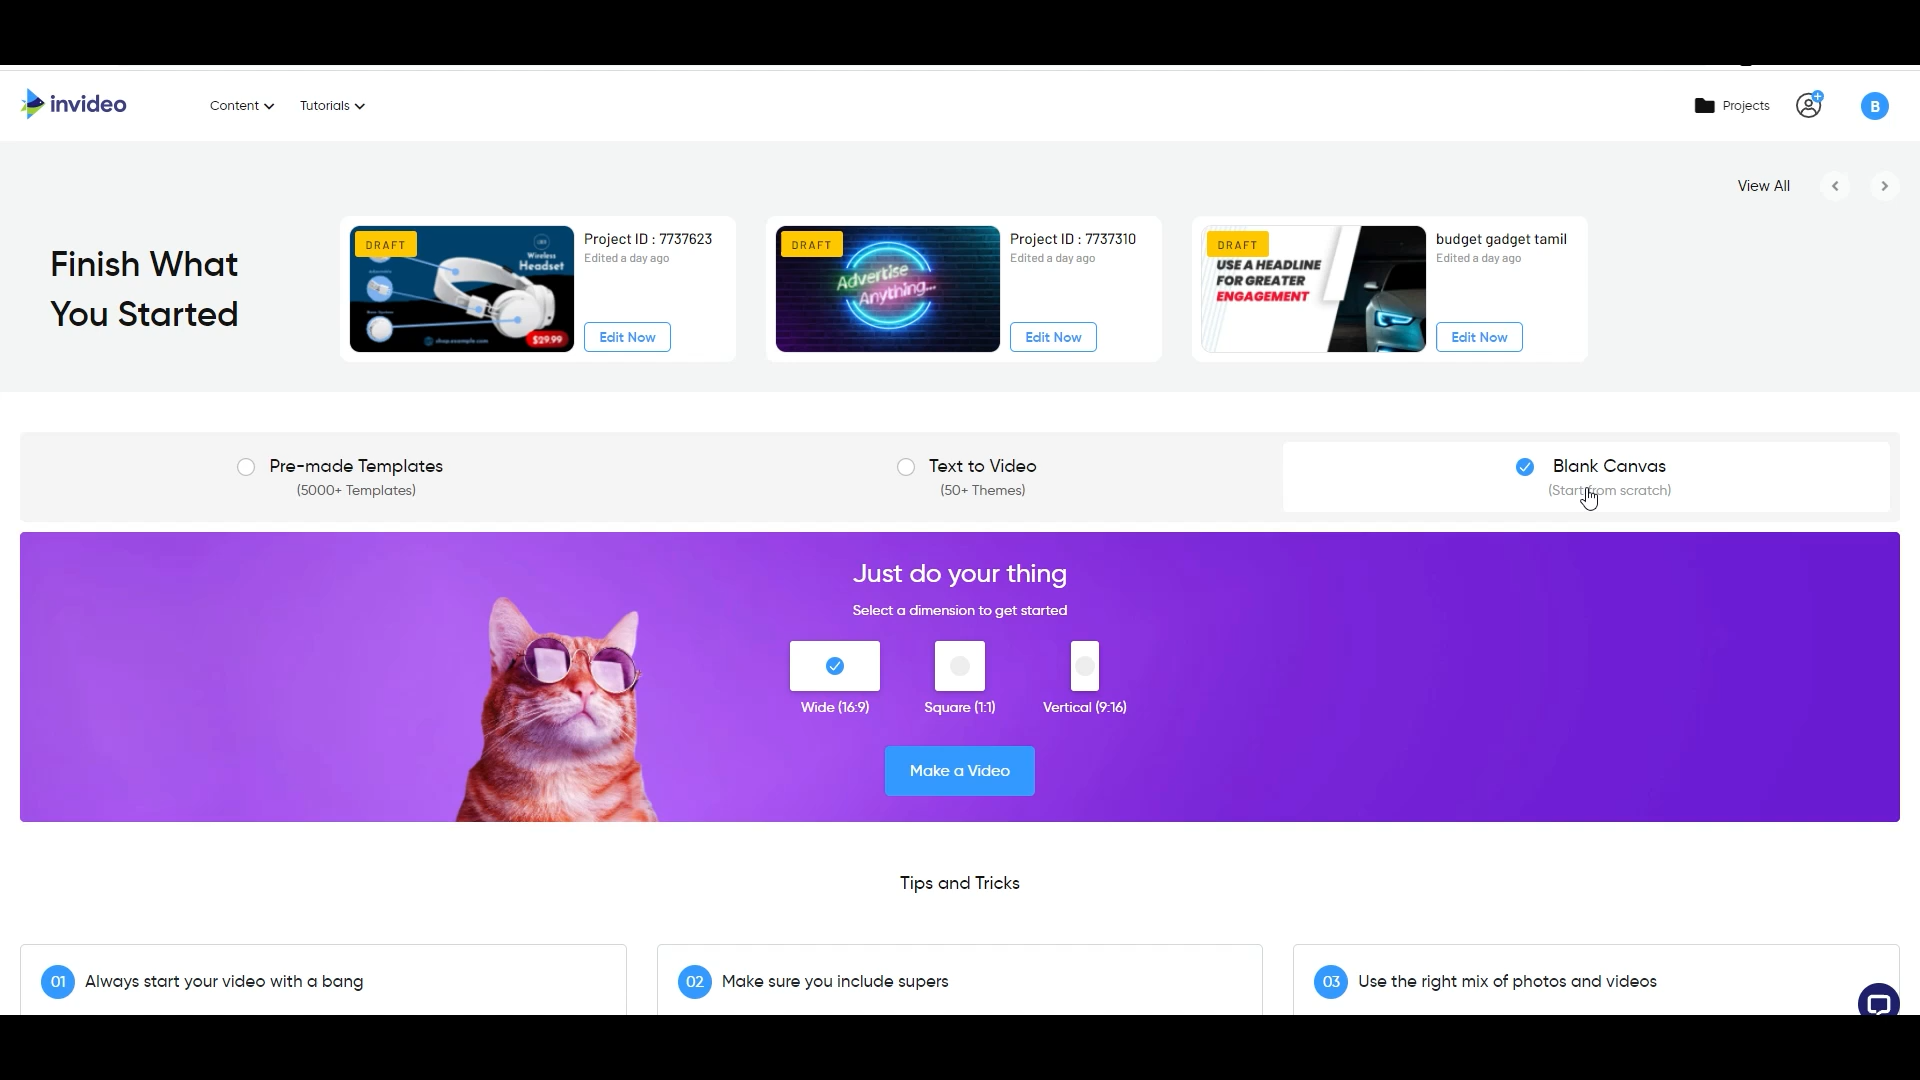 invideo
Content
Tutorials
Projects
B
View All
Finish What
You Started
DRAFT
Wireless
Headset
$29.99
Project ID : 7737623
Edited a day ago
Edit Now
DRAFT
Advertise
Anything...
Project ID : 7737310
Edited a day ago
Edit Now
DRAFT
USE A HEADLINE
FOR GREATER
ENGAGEMENT
budget gadget tamil
Edited a day ago
Edit Now
Pre-made Templates
(5000+ Templates)
Text to Video
(50+ Themes)
Blank Canvas
(Start from scratch)
Just do your thing
Select a dimension to get started
Wide (16:9)
Square (1:1)
Vertical (9:16)
Make a Video
Tips and Tricks
01 Always start your video with a bang
02 Make sure you include supers
03 Use the right mix of photos and videos